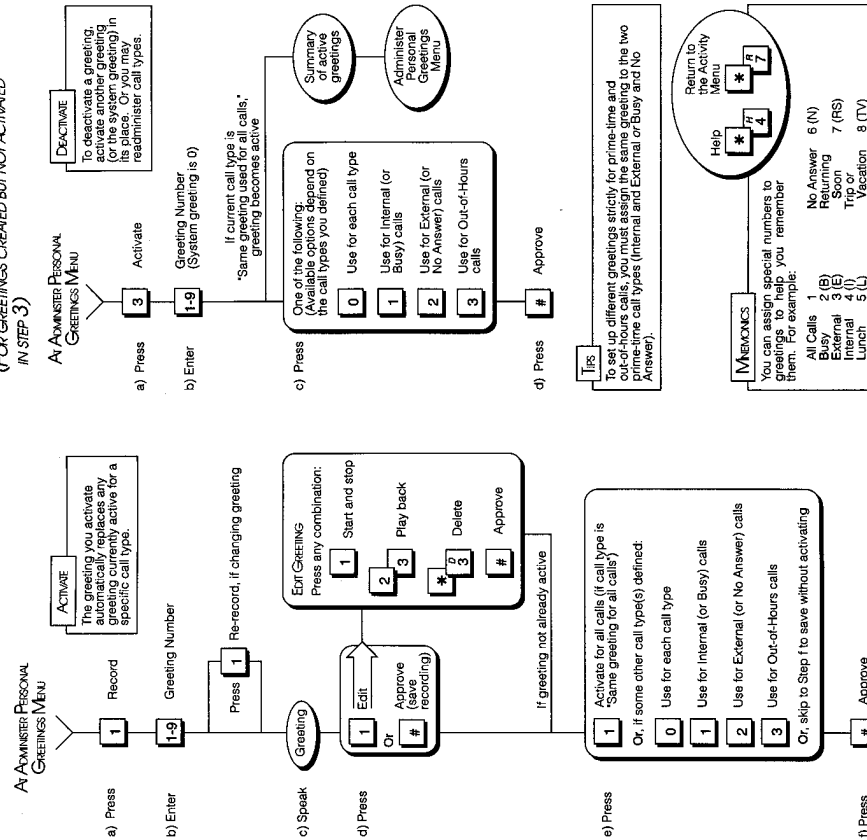 At Administer Personal
Greetings Menu
Activate
The greeting you activate
automatically replaces any
greeting currently active for a
specific call type.
a) Press
1
Record
b) Enter
1-9
Greeting Number
Press
1
Re-record, if changing greeting
c) Speak
Greeting
d) Press
1
Edit
Or
#
Approve
(save
recording)
Edit Greeting
Press any combination:
1
Start and stop
2
3
Play back
*
D
3
Delete
#
Approve
If greeting not already active
e) Press
1
Activate for all calls (if call type is
"Same greeting for all calls")
Or, if some other call type(s) defined:
0
Use for each call type
1
Use for Internal (or Busy) calls
2
Use for External (or No Answer) calls
3
Use for Out-of-Hours calls
Or, skip to Step f to save without activating
f) Press
#
Approve
(FOR GREETINGS CREATED BUT NOT ACTIVATED
IN STEP 3)
At Administer Personal
Greetings Menu
Deactivate
To deactivate a greeting,
activate another greeting
(or the system greeting) in
its place. Or you may
readminister call types.
a) Press
3
Activate
b) Enter
1-9
Greeting Number
(System greeting is 0)
If current call type is
"Same greeting used for all calls,"
greeting becomes active
Summary
of active
greetings
Administer
Personal
Greetings
Menu
c) Press
One of the following:
(Available options depend on
the call types you defined)
0
Use for each call type
1
Use for Internal (or
Busy) calls
2
Use for External (or
No Answer) calls
3
Use for Out-of-Hours
calls
d) Press
#
Approve
Tips
To set up different greetings strictly for prime-time and
out-of-hours calls, you must assign the same greeting to the two
prime-time call types (Internal and External or Busy and No
Answer).
Mnemonics
You can assign special numbers to
greetings to help you remember
them. For example:
All Calls 1 No Answer 6 (N)
Busy 2 (B) Returning
External 3 (E) Soon 7 (RS)
Internal 4 (I) Trip or
Lunch 5 (L) Vacation 8 (TV)
Help
*
H
4
Return to
the Activity
Menu
*
R
7